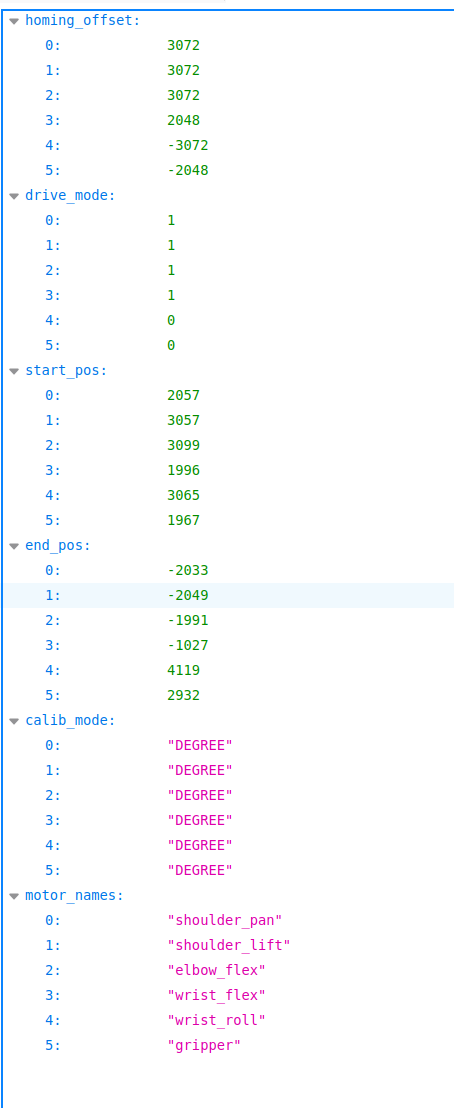 homing_offset:
0: 3072
1: 3072
2: 3072
3: 2048
4: -3072
5: -2048
drive_mode:
0: 1
1: 1
2: 1
3: 1
4: 0
5: 0
start_pos:
0: 2057
1: 3057
2: 3099
3: 1996
4: 3065
5: 1967
end_pos:
0: -2033
1: -2049
2: -1991
3: -1027
4: 4119
5: 2932
calib_mode:
0: "DEGREE"
1: "DEGREE"
2: "DEGREE"
3: "DEGREE"
4: "DEGREE"
5: "DEGREE"
motor_names:
0: "shoulder_pan"
1: "shoulder_lift"
2: "elbow_flex"
3: "wrist_flex"
4: "wrist_roll"
5: "gripper"